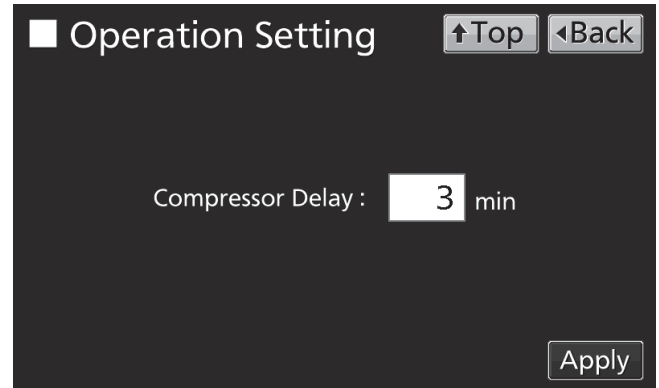 Operation Setting
↑Top ◂Back
Compressor Delay : 3 min
Apply